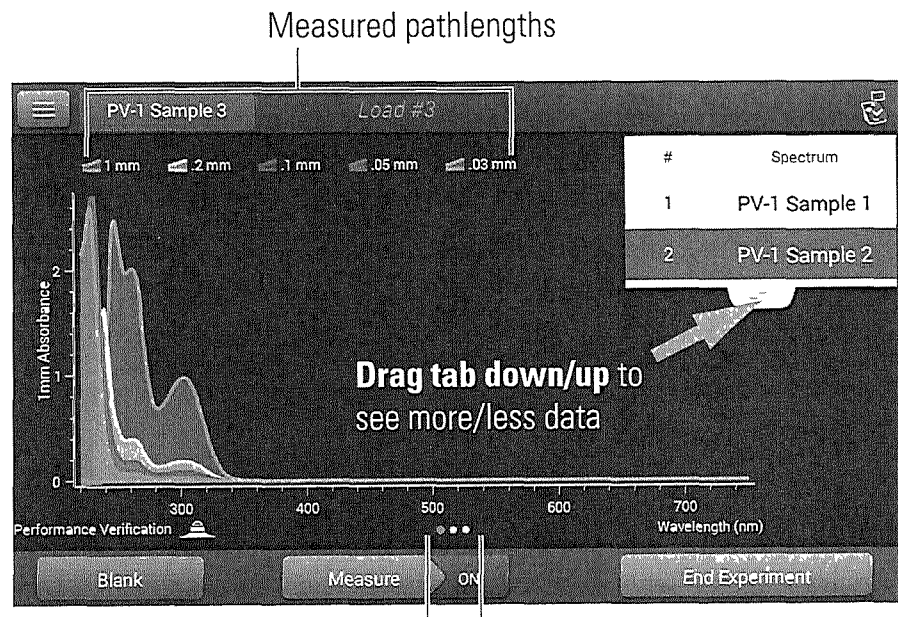 Measured pathlengths
PV-1 Sample 3
Load #3
1 mm .2 mm .1 mm .05 mm .03 mm
# Spectrum
1 PV-1 Sample 1
2 PV-1 Sample 2
1mm Absorbance
2
1
0
Drag tab down/up to
see more/less data
300 400 500 600 700
Performance Verification
Wavelength (nm)
Blank
Measure
ON
End Experiment